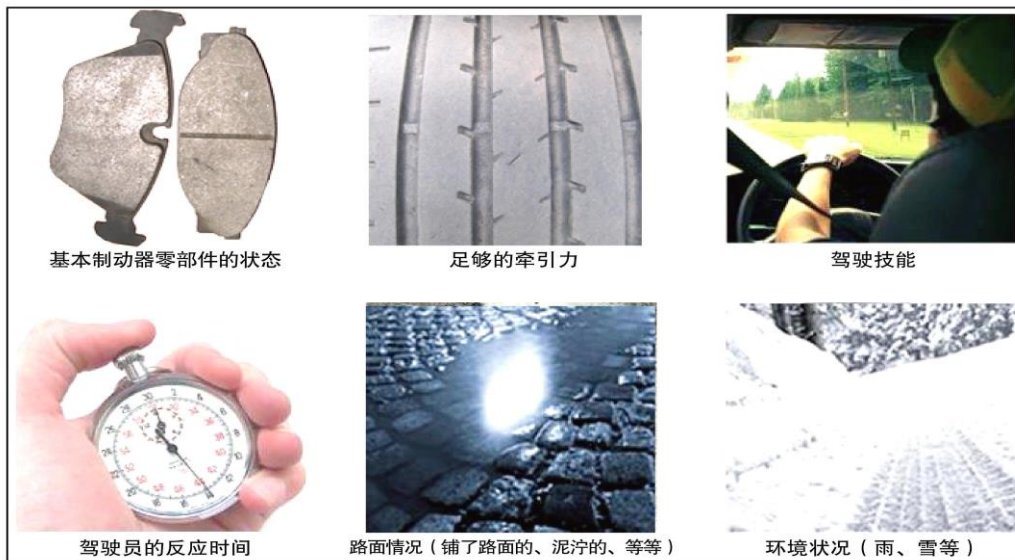 基本制动器零部件的状态
足够的牵引力
驾驶技能
驾驶员的反应时间
路面情况（铺了路面的、泥泞的、等等）
环境状况（雨、雪等）